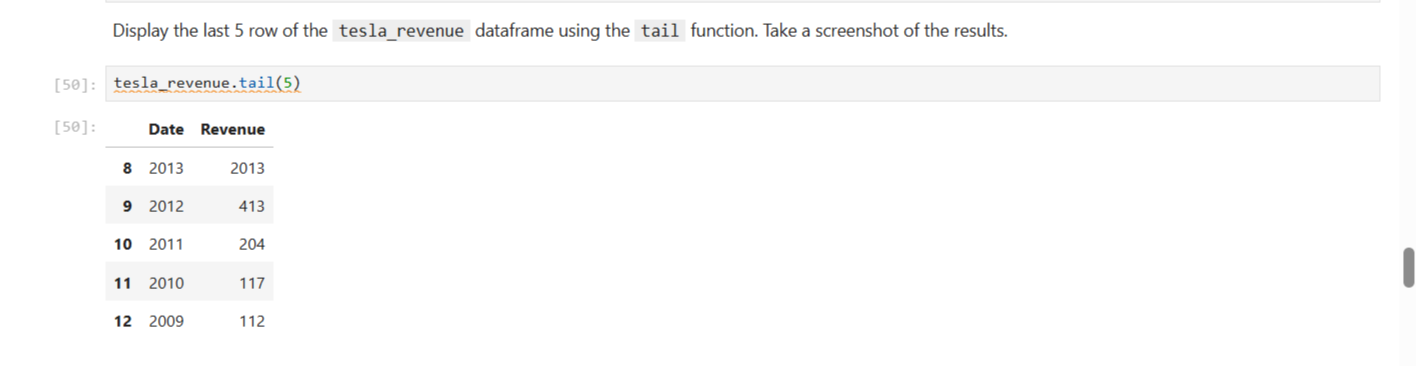 Display the last 5 row of the tesla_revenue dataframe using the tail function. Take a screenshot of the results.
[50]: tesla_revenue.tail(5)
[50]: Date Revenue
8 2013 2013
9 2012 413
10 2011 204
11 2010 117
12 2009 112